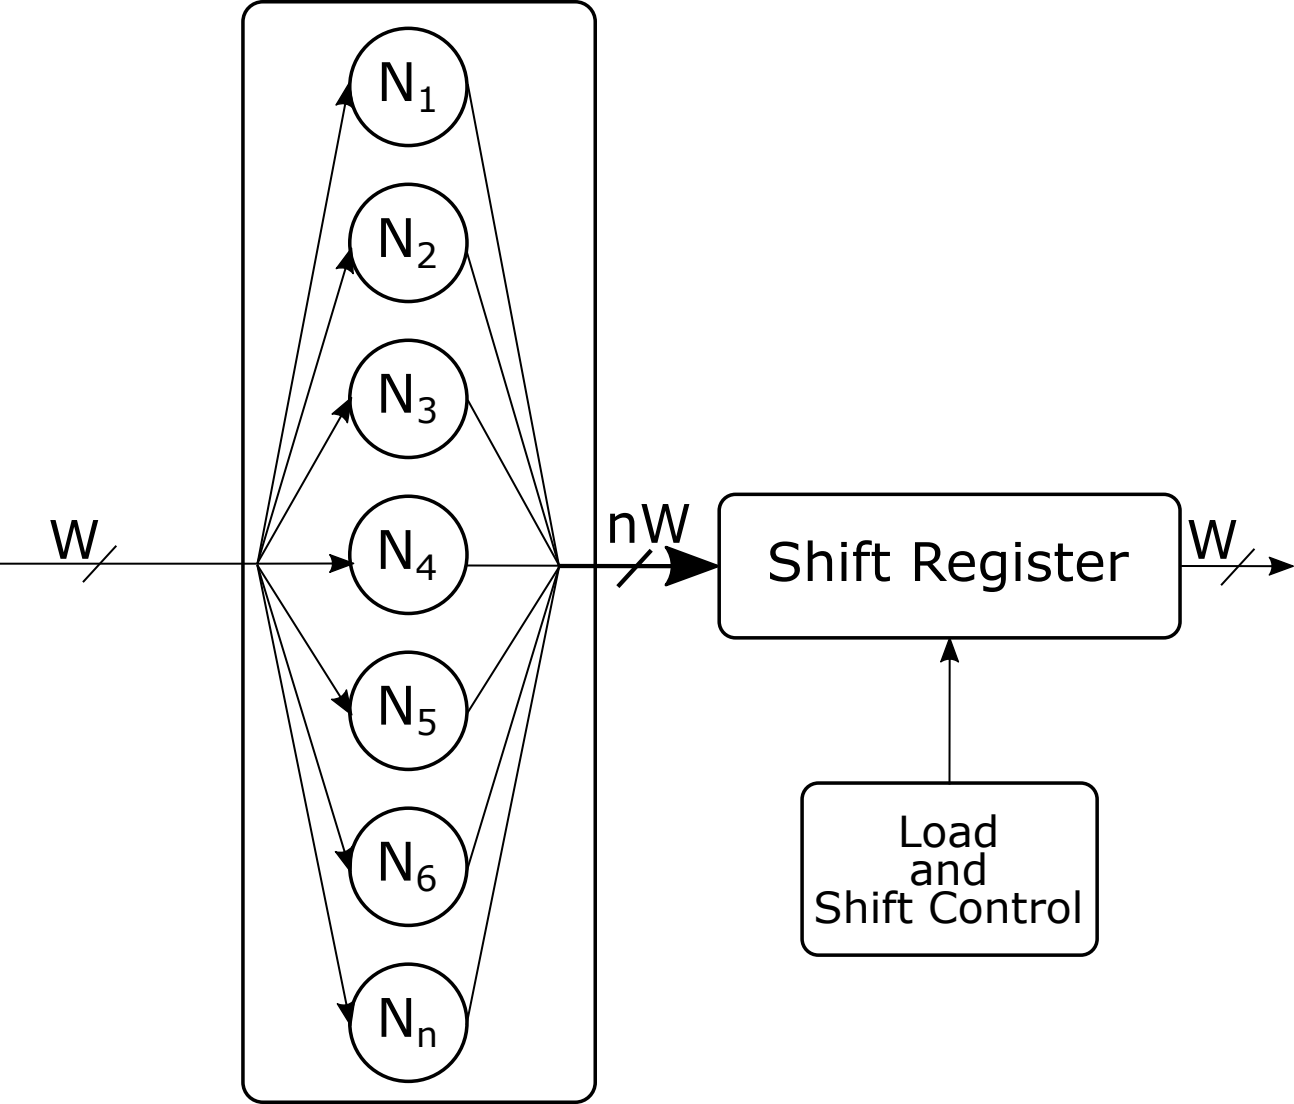 N1
N2
N3
N4
N5
N6
Nn
W
nW
Shift Register
W
Load
and
Shift Control